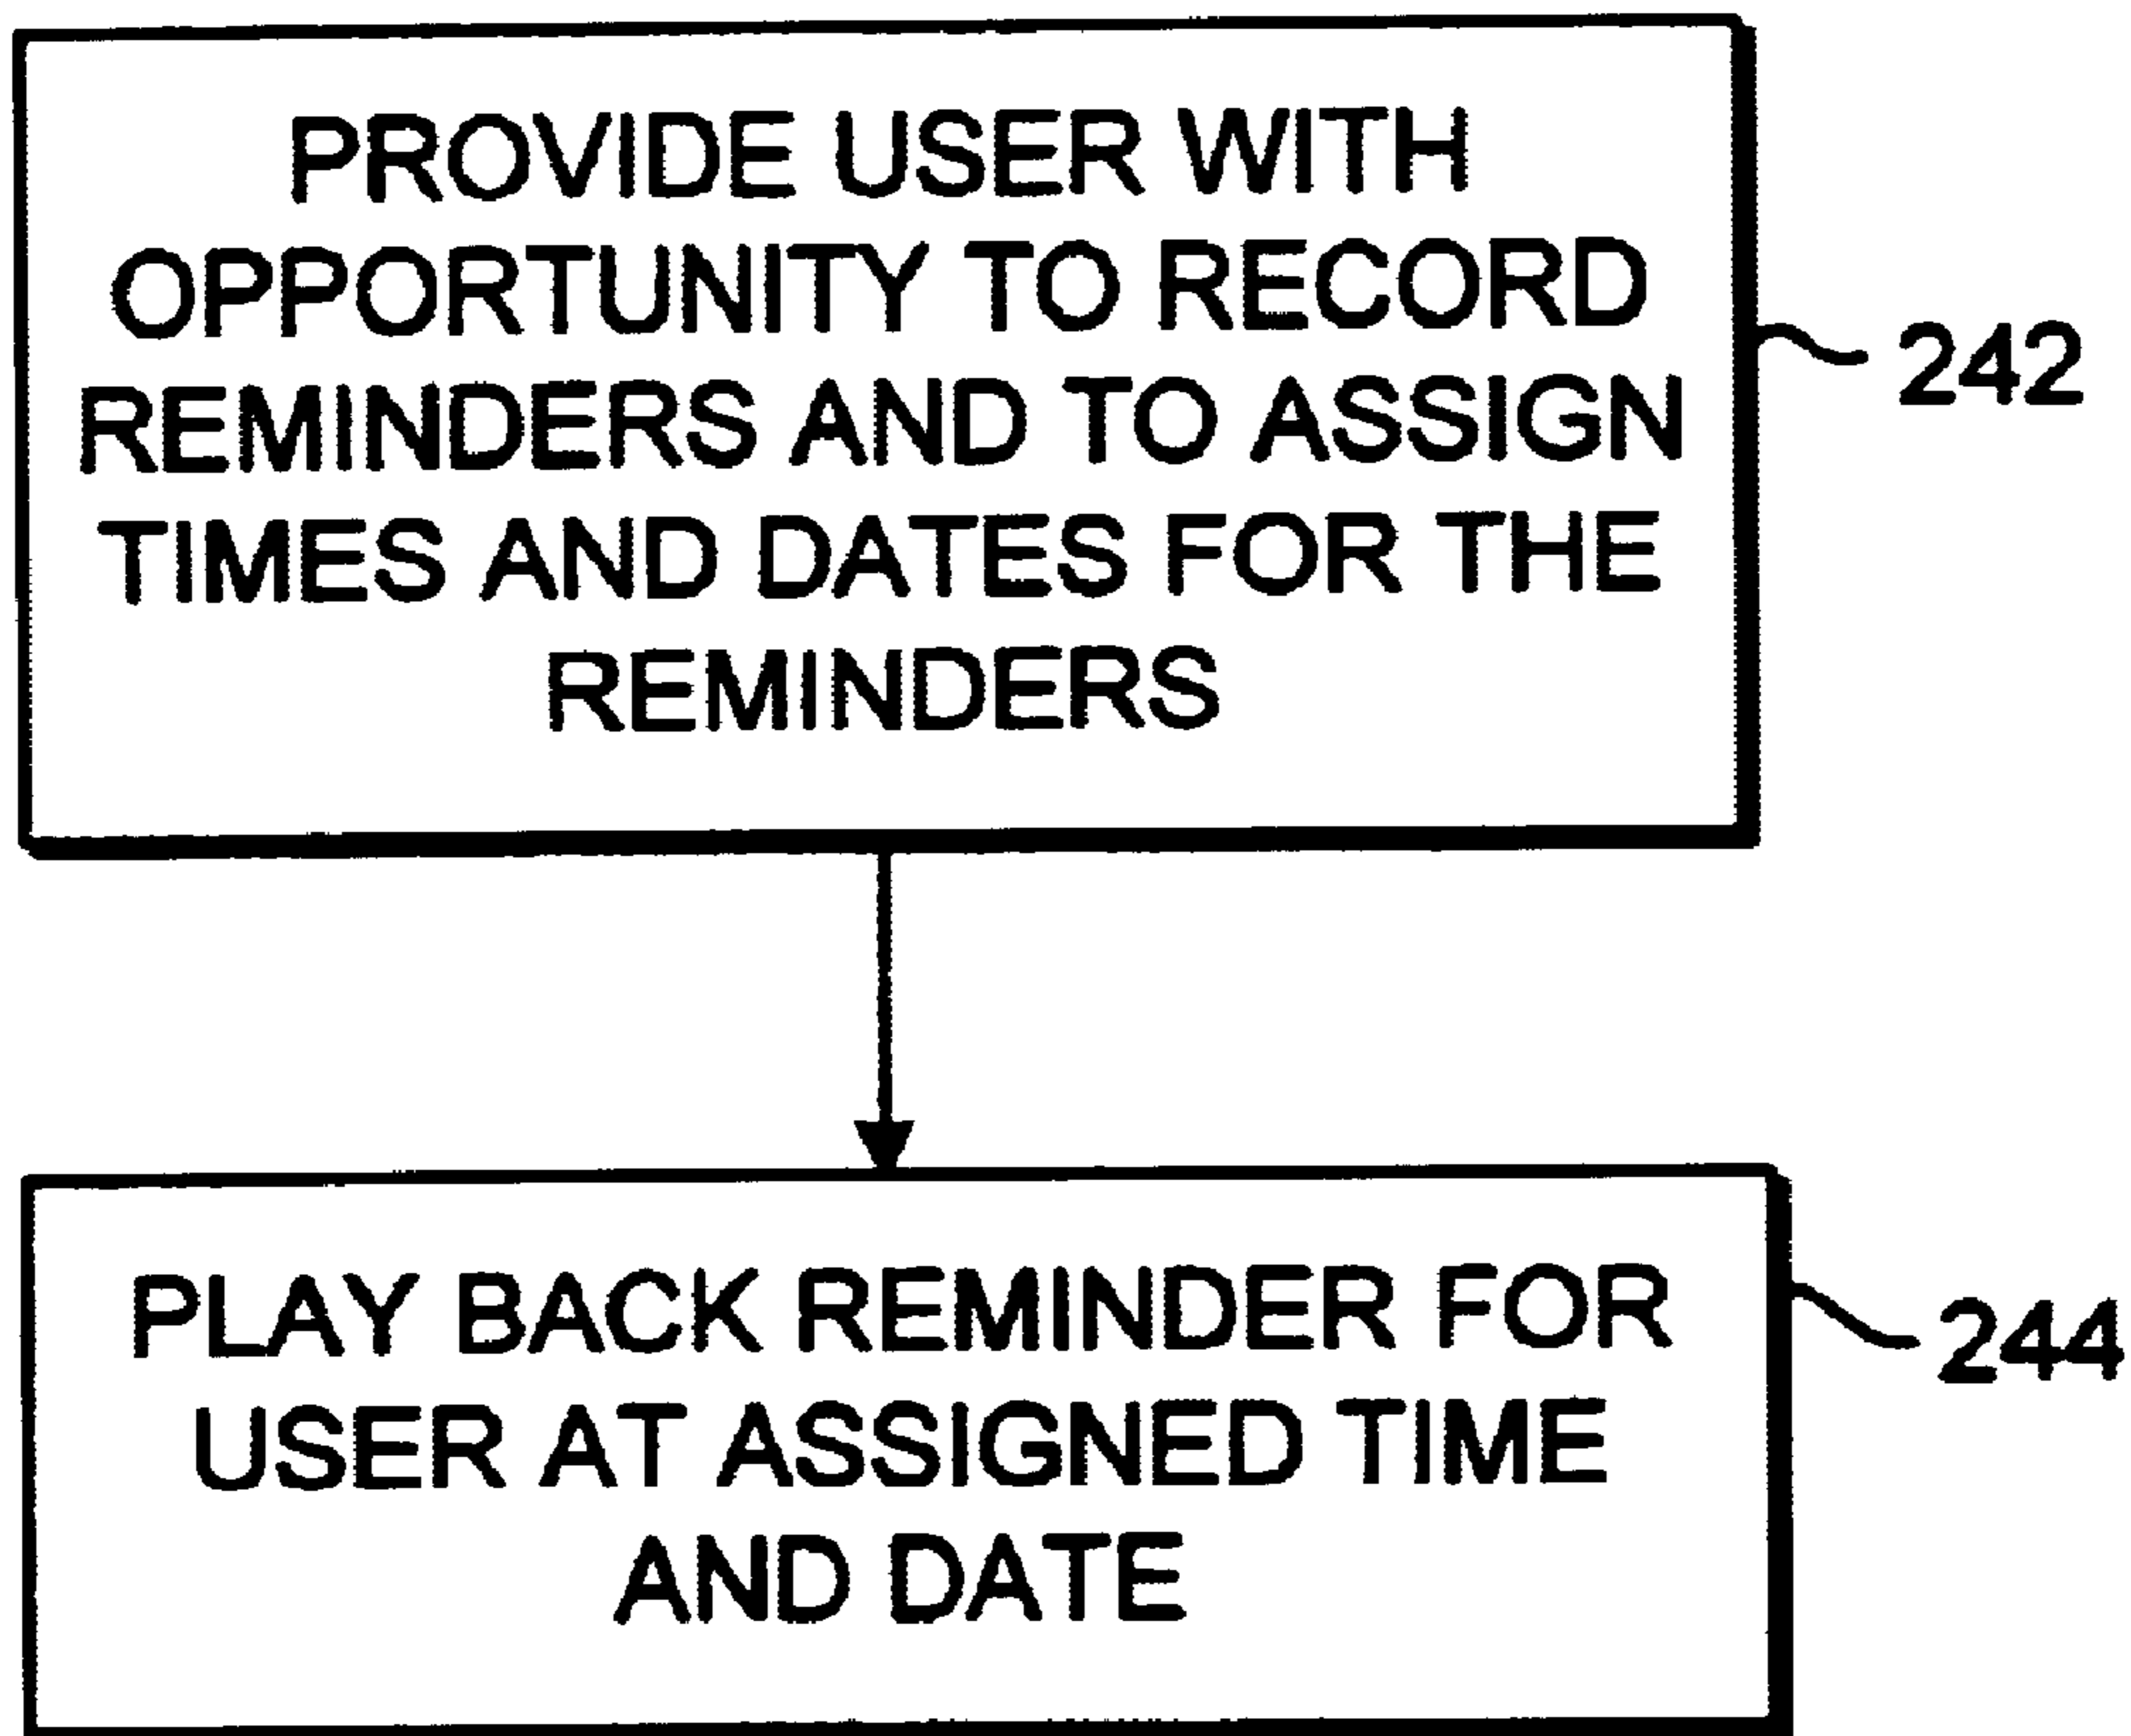 PROVIDE USER WITH
OPPORTUNITY TO RECORD
REMINDERS AND TO ASSIGN
TIMES AND DATES FOR THE
REMINDERS
242
PLAY BACK REMINDER FOR
USER AT ASSIGNED TIME
AND DATE
244